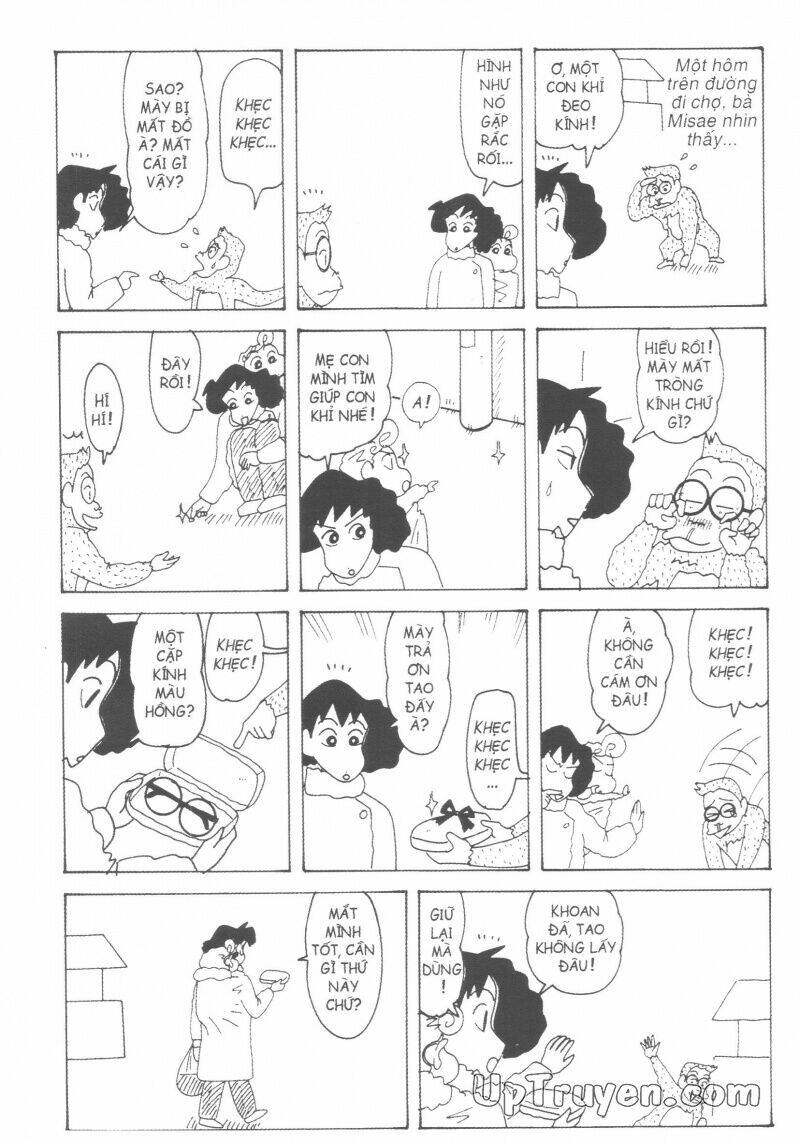 Một hôm
trên đường
đi chợ, bà
Misae nhìn
thấy...
Ơ, MỘT
CON KHỈ
ĐEO
KÍNH!
HÌNH
NHƯ
NÓ
GẶP
RẮC
RỐI...
KHẸC
KHẸC
KHẸC...
SAO?
MÀY BỊ
MẤT ĐỒ
À? MẤT
CÁI GÌ
VẬY?
HIỂU RỒI!
MÀY MẤT
TRÒNG
KÍNH CHỨ
GÌ?
A!
MẸ CON
MÌNH TÌM
GIÚP CON
KHỈ NHÉ!
ĐÂY
RỒI!
HÍ
HÍ!
KHẸC!
KHẸC!
KHẸC!
À,
KHÔNG
CẦN
CÁM ƠN
ĐÂU!
MÀY
TRẢ
ƠN
TAO
ĐẤY
À?
KHẸC
KHẸC
KHẸC
...
KHẸC
KHẸC!
MỘT
CẶP
KÍNH
MÀU
HỒNG?
KHOAN
ĐÃ, TAO
KHÔNG LẤY
ĐÂU!
GIỮ
LẠI
MÀ
DÙNG
!
MẮT
MÌNH
TỐT, CẦN
GÌ THỨ
NÀY
CHỨ?
UpTruyen.com